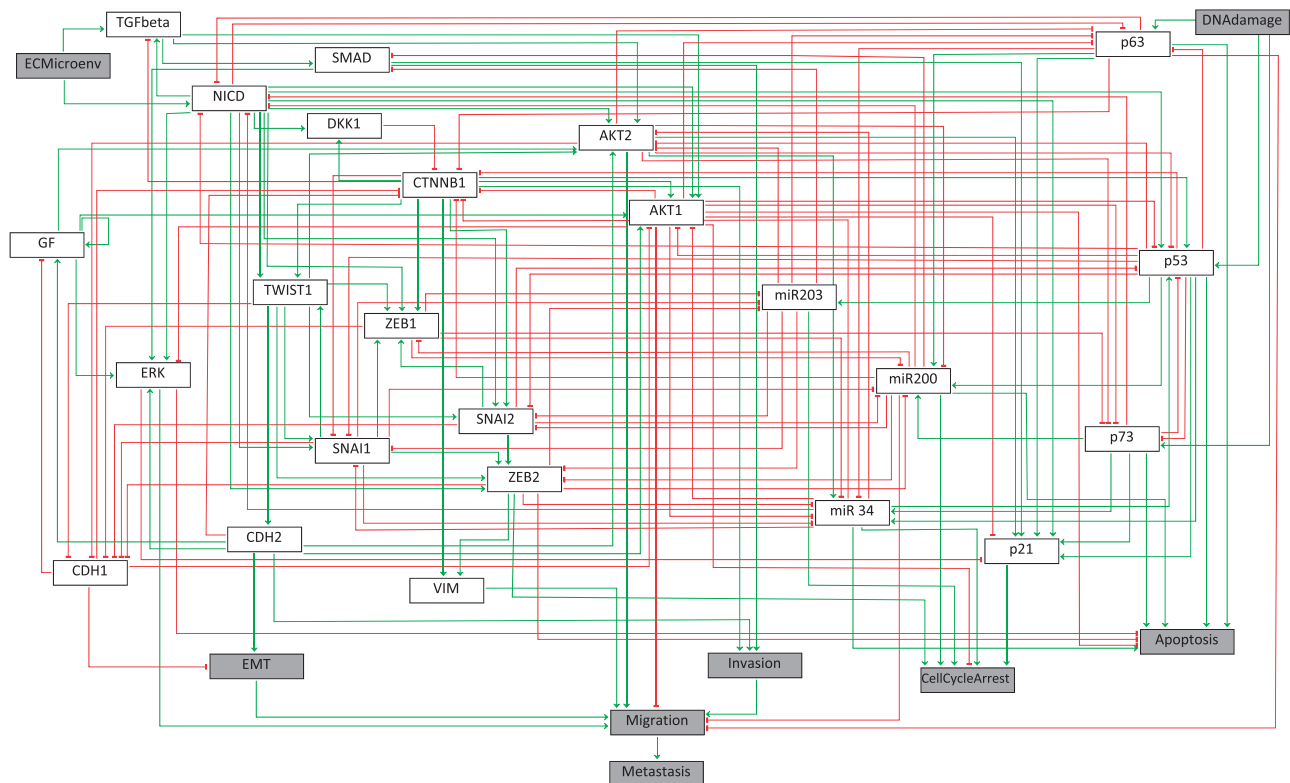 TGFbeta
DNAdamage
p63
ECMicroenv
SMAD
NICD
DKK1
AKT2
CTNNB1
AKT1
GF
p53
TWIST1
miR203
ZEB1
ERK
miR200
SNAI2
p73
SNAI1
ZEB2
miR 34
CDH2
p21
CDH1
VIM
Apoptosis
EMT
Invasion
CellCycleArrest
Migration
Metastasis